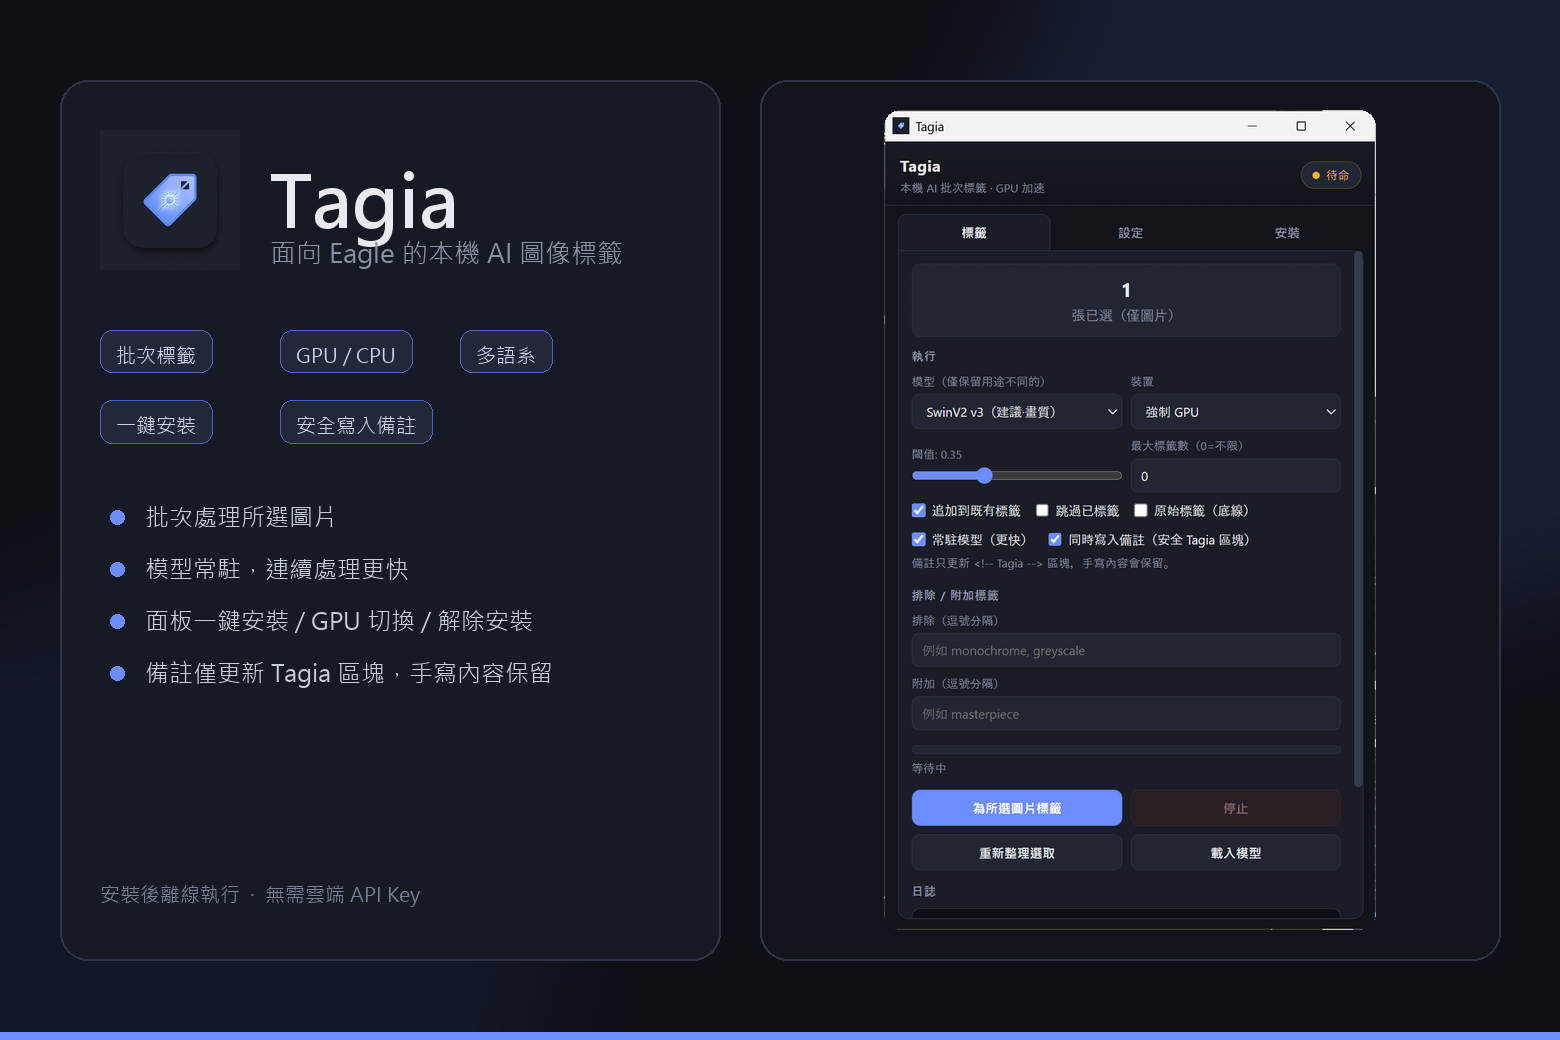 Tagia
面向 Eagle 的本機 AI 圖像標籤
批次標籤
GPU / CPU
多語系
一鍵安裝
安全寫入備註
批次處理所選圖片
模型常駐，連續處理更快
面板一鍵安裝 / GPU 切換 / 解除安裝
備註僅更新 Tagia 區塊，手寫內容保留
安裝後離線執行 · 無需雲端 API Key
Tagia
Tagia
本機 AI 批次標籤 · GPU 加速
待命
標籤
設定
安裝
1
張已選（僅圖片）
執行
模型（僅保留用途不同的）
裝置
SwinV2 v3（建議·畫質）
強制 GPU
閾值: 0.35
最大標籤數（0=不限）
0
追加到既有標籤
跳過已標籤
原始標籤（底線）
常駐模型（更快）
同時寫入備註（安全 Tagia 區塊）
備註只更新 <!-- Tagia --> 區塊，手寫內容會保留。
排除 / 附加標籤
排除（逗號分隔）
例如 monochrome, greyscale
附加（逗號分隔）
例如 masterpiece
等待中
為所選圖片標籤
停止
重新整理選取
載入模型
日誌